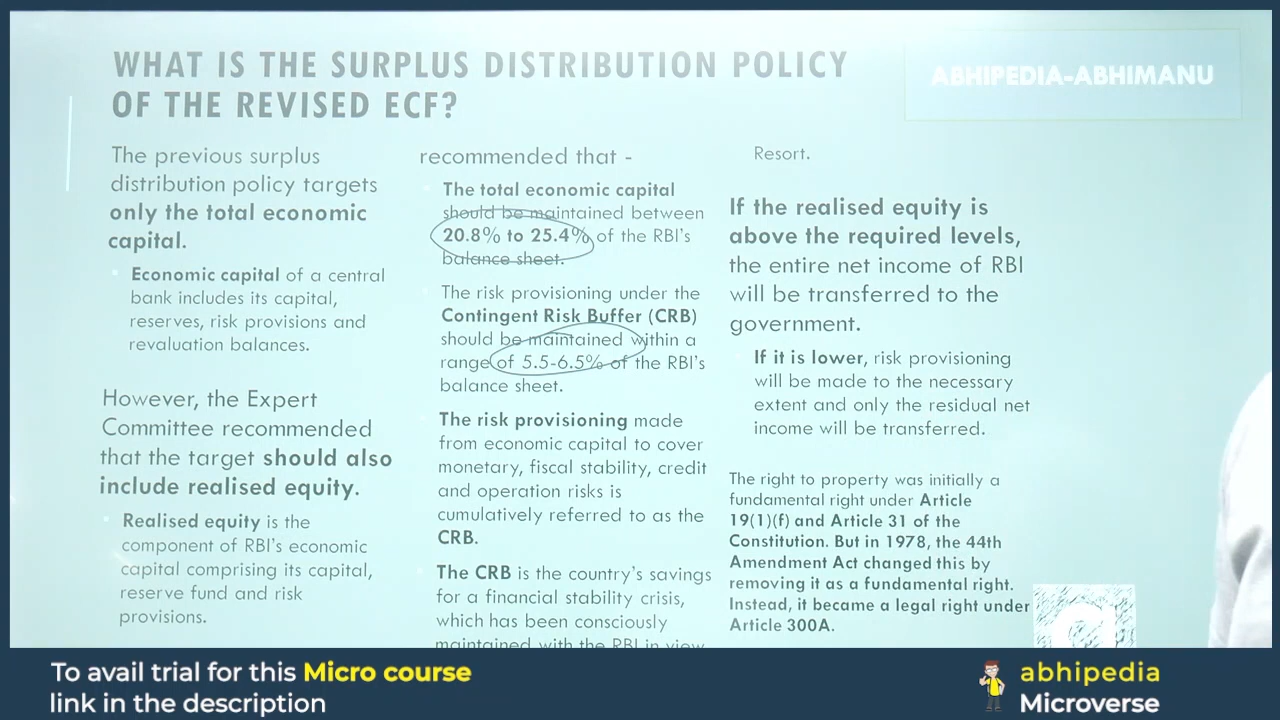 WHAT IS THE SURPLUS DISTRIBUTION POLICY
OF THE REVISED ECF?
ABHIPEDIA-ABHIMANU
The previous surplus
distribution policy targets
only the total economic
capital.
Economic capital of a central
bank includes its capital,
reserves, risk provisions and
revaluation balances.
However, the Expert
Committee recommended
that the target should also
include realised equity.
Realised equity is the
component of RBI's economic
capital comprising its capital,
reserve fund and risk
provisions.
recommended that -
The total economic capital
should be maintained between
20.8% to 25.4% of the RBI's
balance sheet.
The risk provisioning under the
Contingent Risk Buffer (CRB)
should be maintained within a
range of 5.5-6.5% of the RBI's
balance sheet.
The risk provisioning made
from economic capital to cover
monetary, fiscal stability, credit
and operation risks is
cumulatively referred to as the
CRB.
The CRB is the country's savings
for a financial stability crisis,
which has been consciously
maintained with the RBI in view
Resort.
If the realised equity is
above the required levels,
the entire net income of RBI
will be transferred to the
government.
If it is lower, risk provisioning
will be made to the necessary
extent and only the residual net
income will be transferred.
The right to property was initially a
fundamental right under Article
19(1)(f) and Article 31 of the
Constitution. But in 1978, the 44th
Amendment Act changed this by
removing it as a fundamental right.
Instead, it became a legal right under
Article 300A.
a
To avail trial for this Micro course
link in the description
abhipedia
Microverse